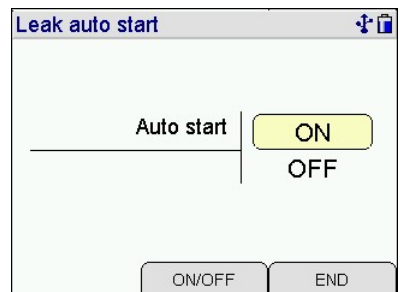 Leak auto start
Auto start
ON
OFF
ON/OFF
END